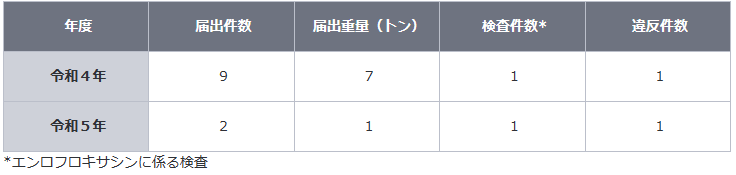 年度 届出件数 届出重量（トン） 検査件数* 違反件数
令和４年 9 7 1 1
令和５年 2 1 1 1
*エンロフロキサシンに係る検査